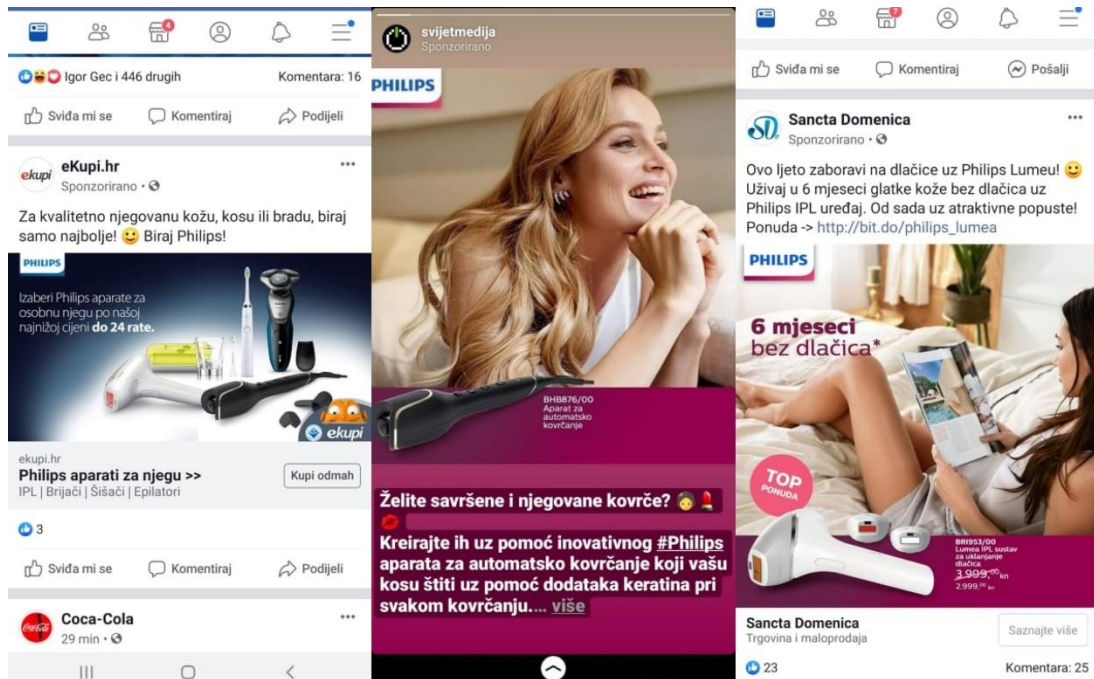 4
Igor Gec i 446 drugih
Komentara: 16
Sviđa mi se
Komentiraj
Podijeli
ekupi
eKupi.hr
Sponzorirano
Za kvalitetno njegovanu kožu, kosu ili bradu, biraj
samo najbolje! Biraj Philips!
PHILIPS
Izaberi Philips aparate za
osobnu njegu po našoj
najnižoj cijeni do 24 rate.
ekupi
ekupi.hr
Philips aparati za njegu >>
IPL | Brijači | Šišači | Epilatori
Kupi odmah
3
Sviđa mi se
Komentiraj
Podijeli
Coca-Cola
Coca-Cola
29 min
svijetmedija
Sponzorirano
PHILIPS
BHB876/00
Aparat za
automatsko
kovrčanje
Želite savršene i njegovane kovrče?
Kreirajte ih uz pomoć inovativnog #Philips
aparata za automatsko kovrčanje koji vašu
kosu štiti uz pomoć dodataka keratina pri
svakom kovrčanju.... više
7
Sviđa mi se
Komentiraj
Pošalji
SD
Sancta Domenica
Sponzorirano
Ovo ljeto zaboravi na dlačice uz Philips Lumeu!
Uživaj u 6 mjeseci glatke kože bez dlačica uz
Philips IPL uređaj. Od sada uz atraktivne popuste!
Ponuda -> http://bit.do/philips_lumea
PHILIPS
6 mjeseci
bez dlačica*
TOP
PONUDA
BRI953/00
Lumea IPL sustav
za uklanjanje
dlačica
3.999,00 kn
2.999,00 kn
Sancta Domenica
Trgovina i maloprodaja
Saznajte više
23
Komentara: 25